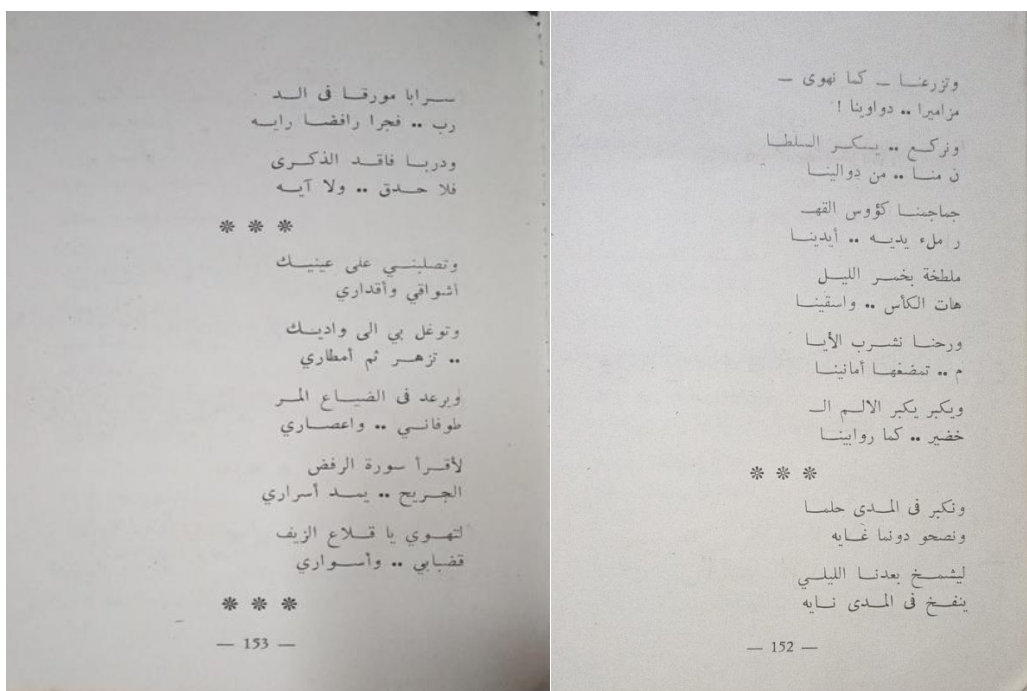 وتزرعنا — كما نهوى —
مزاميرا .. دواوينا !
ونركع .. يسكر السلطا
ن منا .. من دوالينا
جماجمنا كؤوس القهـ
ر ملء يديه .. أيدينا
ملطخة بخمر الليل
هات الكأس .. واسقينا
ورحنا نشرب الأيا
م .. تمضغها أمانينا
ويكبر يكبر الالم الـ
خضير .. كما روابينا
❊ ❊ ❊
ونكبر فى المدى حلما
ونصحو دونما غايه
ليشمخ بعدنا الليلي
ينفخ فى المدى نايه
— 152 —
سرابا مورقا فى الد
رب .. فجرا رافضا رايه
ودربا فاقد الذكرى
فلا حدق .. ولا آيه
❊ ❊ ❊
وتصلبني على عينيك
أشواقي وأقداري
وتوغل بي الى واديك
.. تزهر ثم أمطاري
ويرعد فى الضياع المر
طوفاني .. واعصاري
لأقرأ سورة الرفض
الجريح .. يمد أسراري
لتهوي يا قلاع الزيف
قضبابي .. وأسواري
❊ ❊ ❊
— 153 —